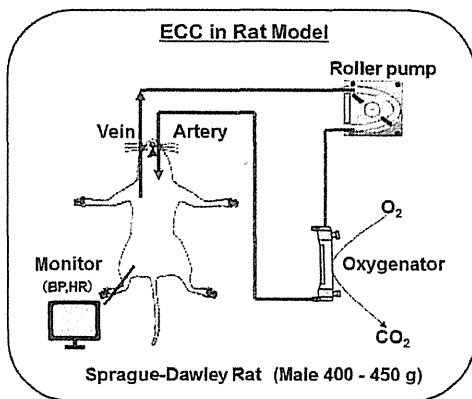 ECC in Rat Model
Roller pump
Vein Artery
O2
Monitor
(BP,HR)
Oxygenator
CO2
Sprague-Dawley Rat (Male 400 - 450 g)